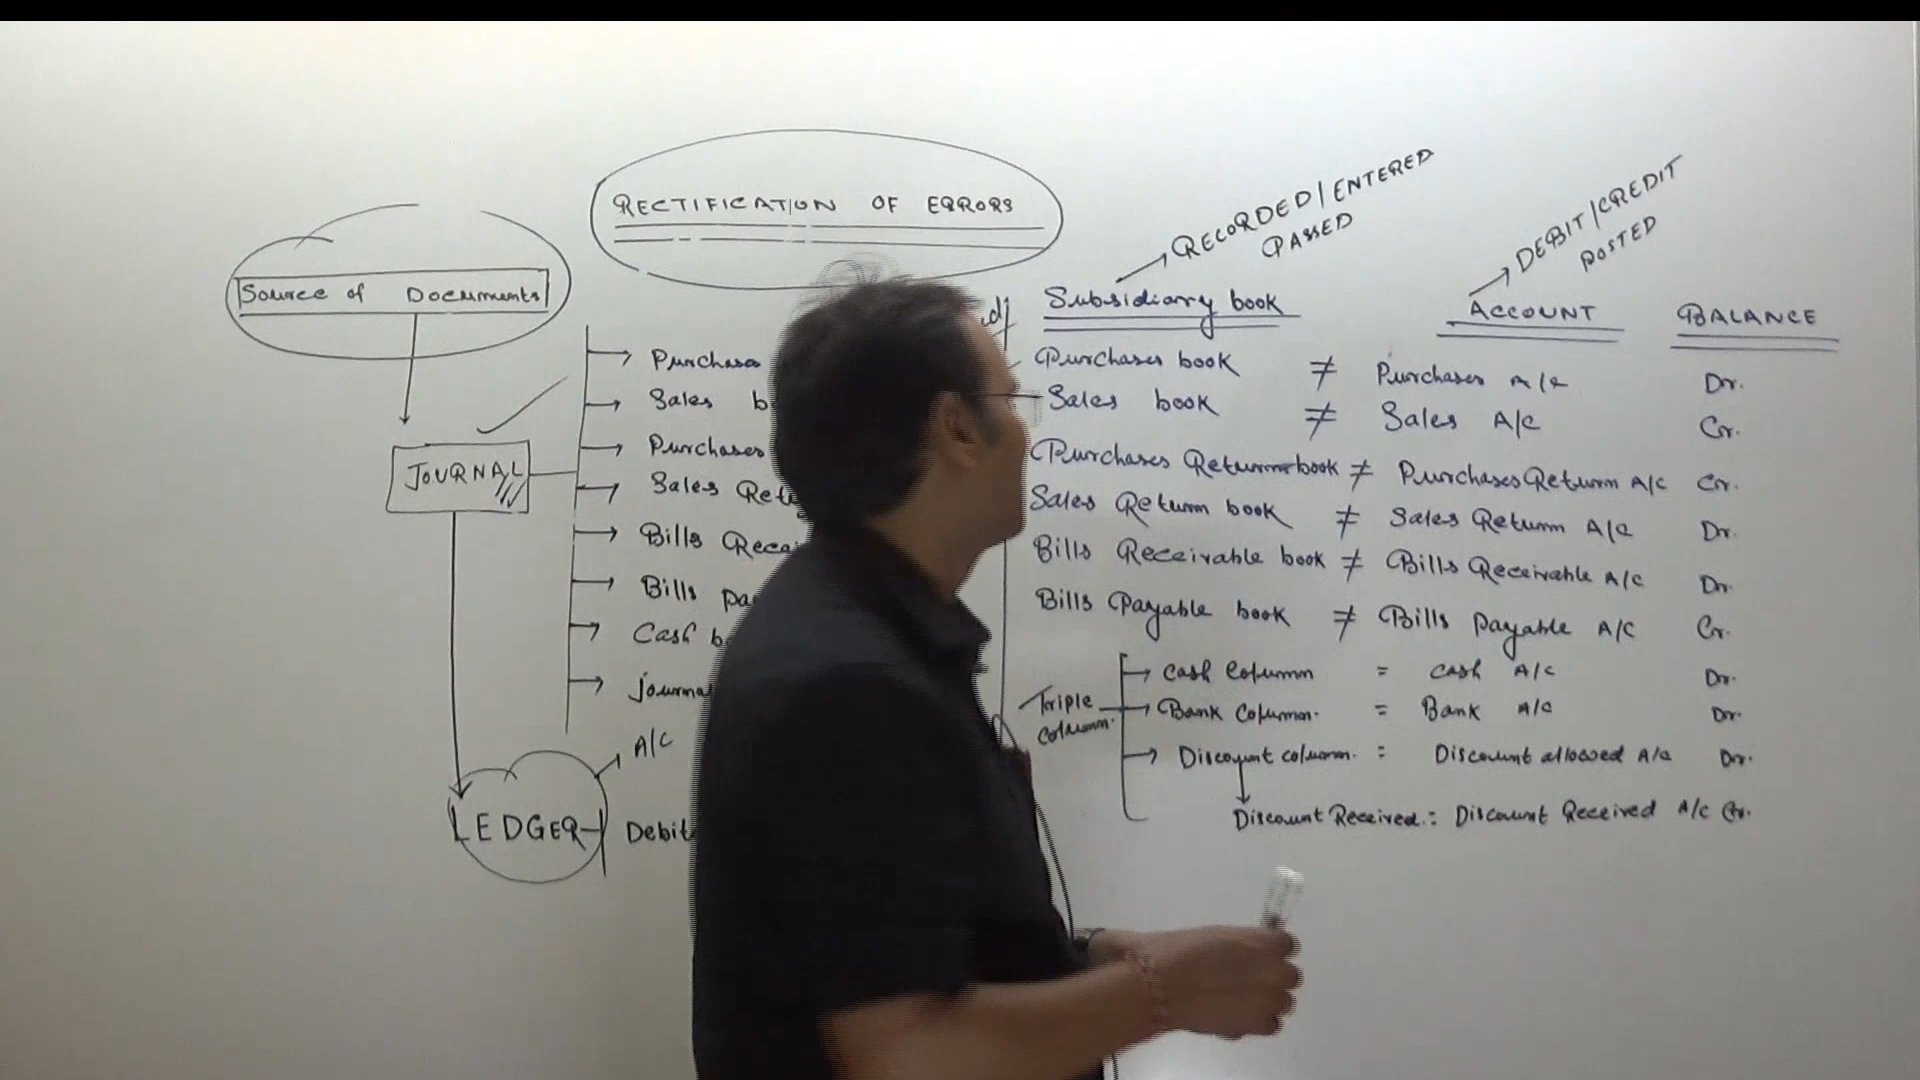 RECTIFICATION OF ERRORS
Source of Documents
JOURNAL
Purchases
Sales b
Purchases
Sales Retu
Bills Recei
Bills pa
Cash b
Journal
A/C
LEDGER
Debit
RECORDED/ENTERED
PASSED
DEBIT/CREDIT
POSTED
Subsidiary book ACCOUNT BALANCE
Purchases book ≠ Purchases A/c Dr.
Sales book ≠ Sales A/c Cr.
Purchases Return book ≠ Purchases Return A/C Cr.
Sales Return book ≠ Sales Return A/C Dr.
Bills Receivable book ≠ Bills Receivable A/C Dr.
Bills Payable book ≠ Bills payable A/C Cr.
Triple column.
Cash Column = Cash A/C Dr.
Bank Column. = Bank A/C Dr.
Discount column. = Discount allowed A/c Dr.
Discount Received. = Discount Received A/C Cr.